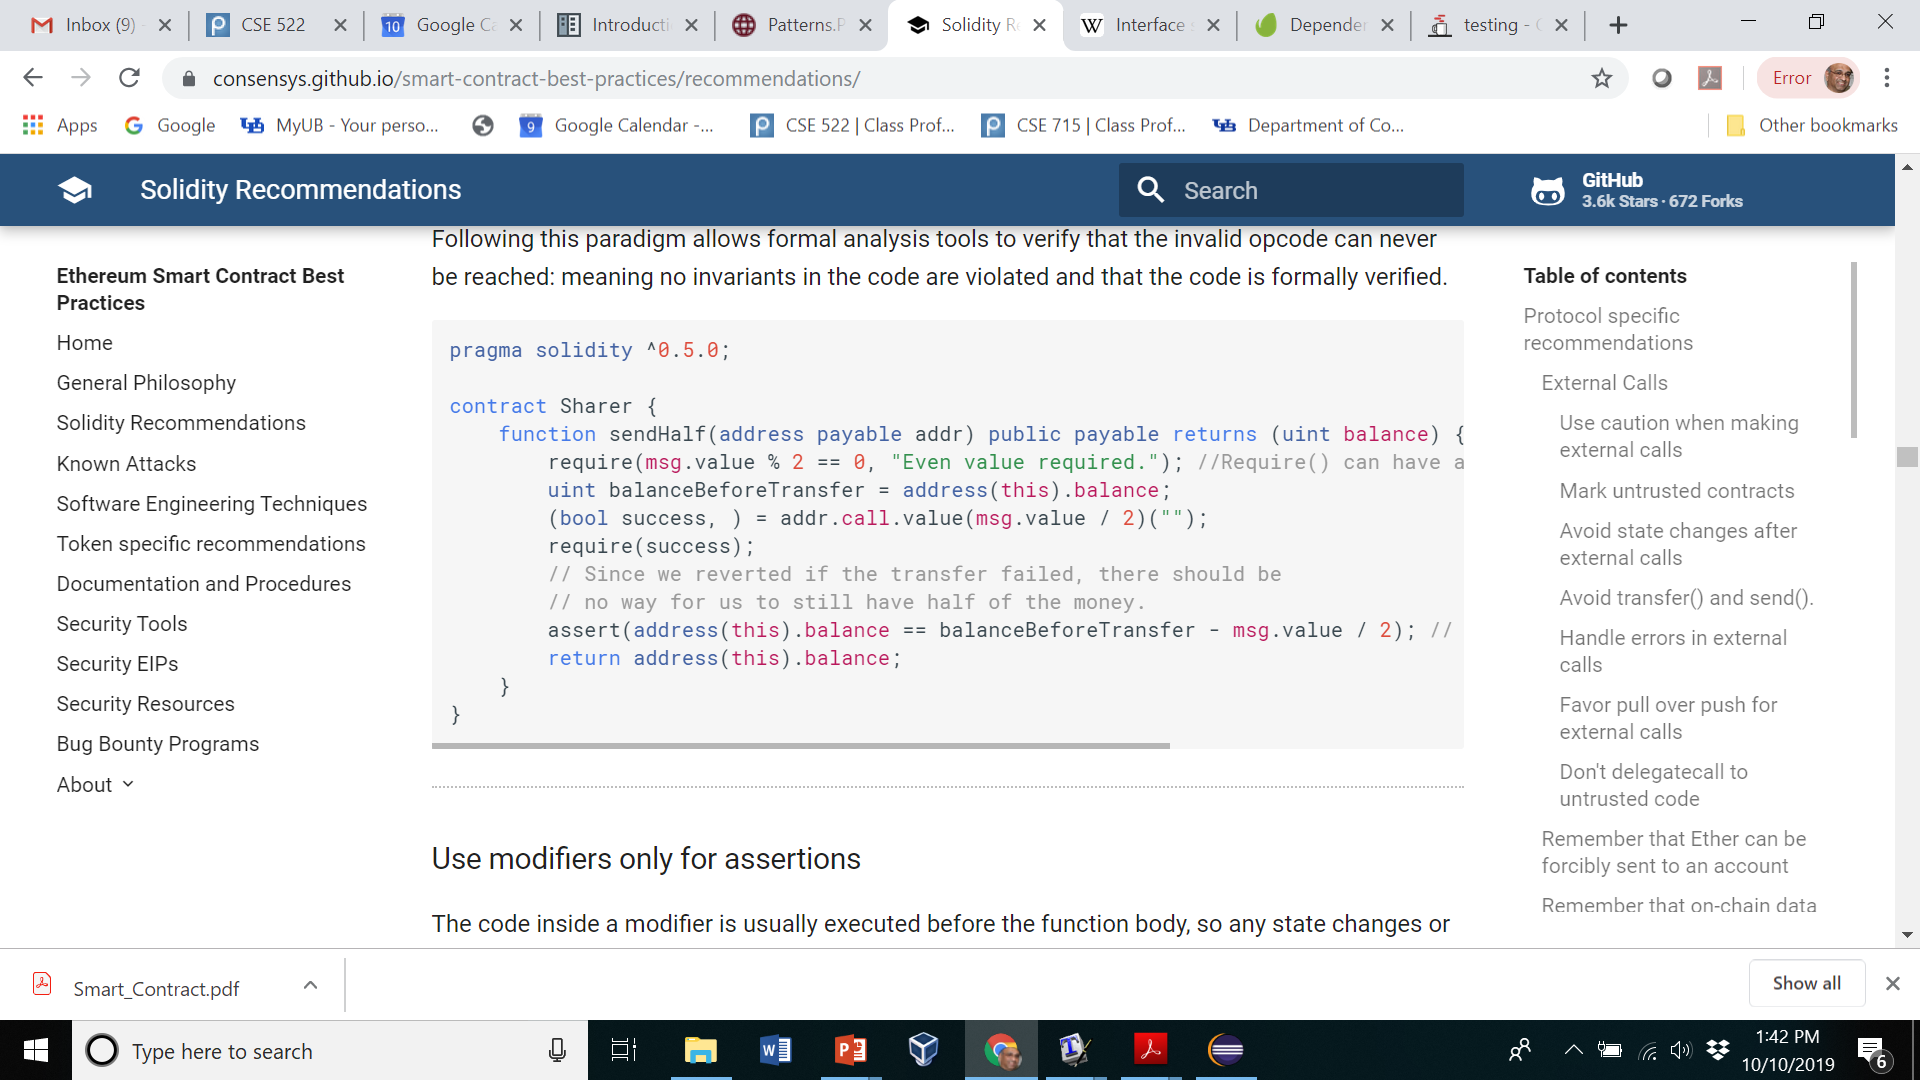 Inbox (9)
CSE 522
Google Ca
Introducti
Patterns.P
Solidity R
Interface
Depender
testing -
consensys.github.io/smart-contract-best-practices/recommendations/
Error
Apps
Google
MyUB - Your perso...
Google Calendar -...
CSE 522 | Class Prof...
CSE 715 | Class Prof...
Department of Co...
Other bookmarks
Solidity Recommendations
Search
GitHub
3.6k Stars · 672 Forks
Ethereum Smart Contract Best
Practices
Home
General Philosophy
Solidity Recommendations
Known Attacks
Software Engineering Techniques
Token specific recommendations
Documentation and Procedures
Security Tools
Security EIPs
Security Resources
Bug Bounty Programs
About
Following this paradigm allows formal analysis tools to verify that the invalid opcode can never
be reached: meaning no invariants in the code are violated and that the code is formally verified.
pragma solidity ^0.5.0;
contract Sharer {
    function sendHalf(address payable addr) public payable returns (uint balance) {
        require(msg.value % 2 == 0, "Even value required."); //Require() can have a
        uint balanceBeforeTransfer = address(this).balance;
        (bool success, ) = addr.call.value(msg.value / 2)("");
        require(success);
        // Since we reverted if the transfer failed, there should be
        // no way for us to still have half of the money.
        assert(address(this).balance == balanceBeforeTransfer - msg.value / 2); //
        return address(this).balance;
    }
}
Use modifiers only for assertions
The code inside a modifier is usually executed before the function body, so any state changes or
Table of contents
Protocol specific
recommendations
External Calls
Use caution when making
external calls
Mark untrusted contracts
Avoid state changes after
external calls
Avoid transfer() and send().
Handle errors in external
calls
Favor pull over push for
external calls
Don't delegatecall to
untrusted code
Remember that Ether can be
forcibly sent to an account
Remember that on-chain data
Smart_Contract.pdf
Show all
Type here to search
1:42 PM
10/10/2019
6